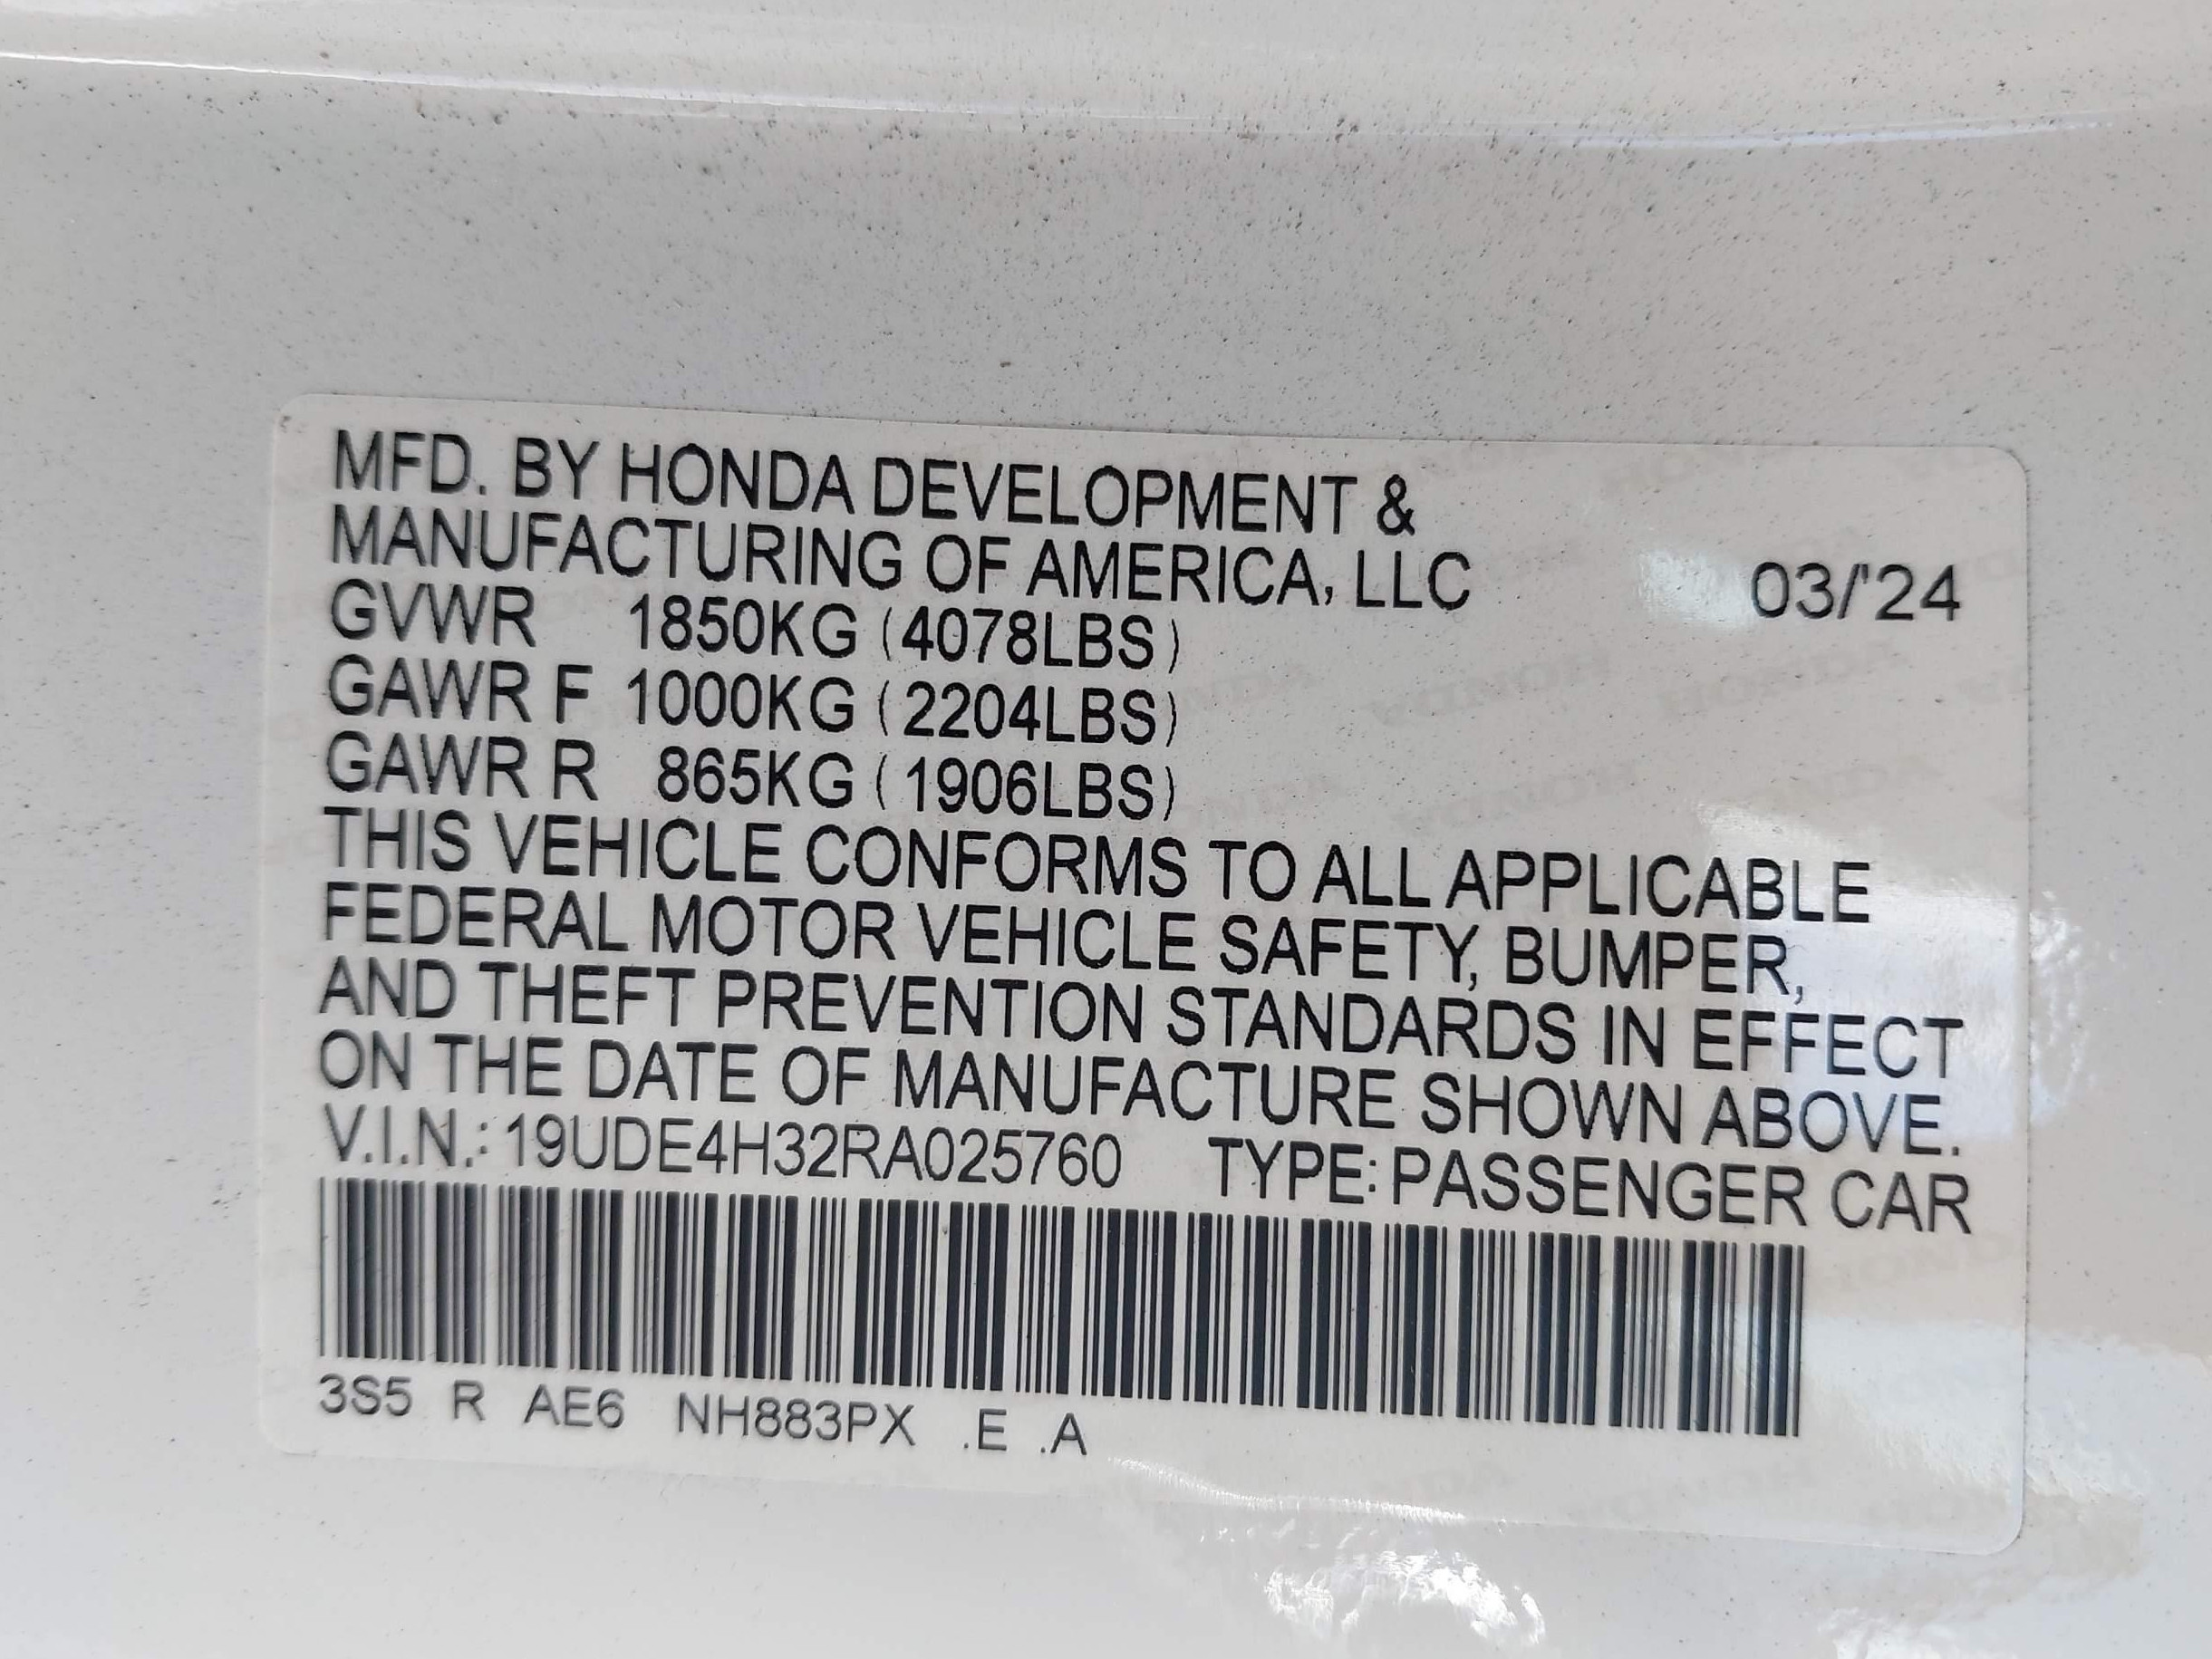 MFD. BY HONDA DEVELOPMENT &
MANUFACTURING OF AMERICA, LLC 03/'24
GVWR 1850KG (4078LBS)
GAWR F 1000KG (2204LBS)
GAWR R 865KG (1906LBS)
THIS VEHICLE CONFORMS TO ALL APPLICABLE
FEDERAL MOTOR VEHICLE SAFETY, BUMPER,
AND THEFT PREVENTION STANDARDS IN EFFECT
ON THE DATE OF MANUFACTURE SHOWN ABOVE.
V.I.N.: 19UDE4H32RA025760 TYPE: PASSENGER CAR
3S5 R AE6 NH883PX .E .A